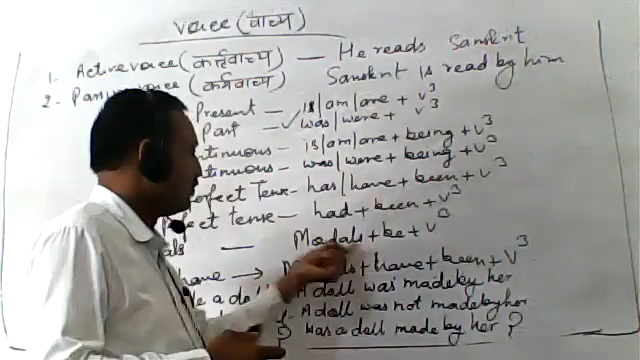 Voice (वाच्य)
1- Active voice (कर्तृवाच्य) — He reads Sanskrit
2- voice (कर्मवाच्य) Sanskrit is read by him
Present — is/am/are + V3
Past — ✓ was/were + V3
is/am/are + being + V3
was/were + being + V3
Tense - has/have + been + V3
tense — had + been + V3
— Modals + be + V3
have → + have + been + V3
a A doll was made by her
A doll was not made by her
? Was a doll made by her?